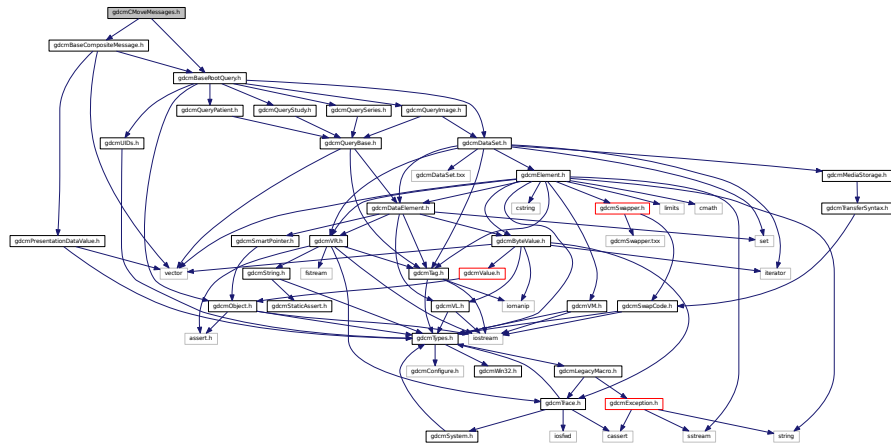 gdcmCMoveMessages.h
gdcmBaseCompositeMessage.h
gdcmBaseRootQuery.h
gdcmQueryPatient.h
gdcmQueryStudy.h
gdcmQuerySeries.h
gdcmQueryImage.h
gdcmUIDs.h
gdcmQueryBase.h
gdcmDataSet.h
gdcmDataSet.txx
gdcmElement.h
gdcmMediaStorage.h
gdcmDataElement.h
cstring
gdcmSwapper.h
limits
cmath
gdcmTransferSyntax.h
gdcmPresentationDataValue.h
gdcmSmartPointer.h
gdcmVR.h
gdcmByteValue.h
gdcmSwapper.txx
set
vector
gdcmString.h
fstream
gdcmTag.h
gdcmValue.h
iterator
gdcmObject.h
gdcmStaticAssert.h
gdcmVL.h
iomanip
gdcmVM.h
gdcmSwapCode.h
assert.h
gdcmTypes.h
iostream
gdcmConfigure.h
gdcmWin32.h
gdcmLegacyMacro.h
gdcmTrace.h
gdcmException.h
gdcmSystem.h
iosfwd
cassert
sstream
string